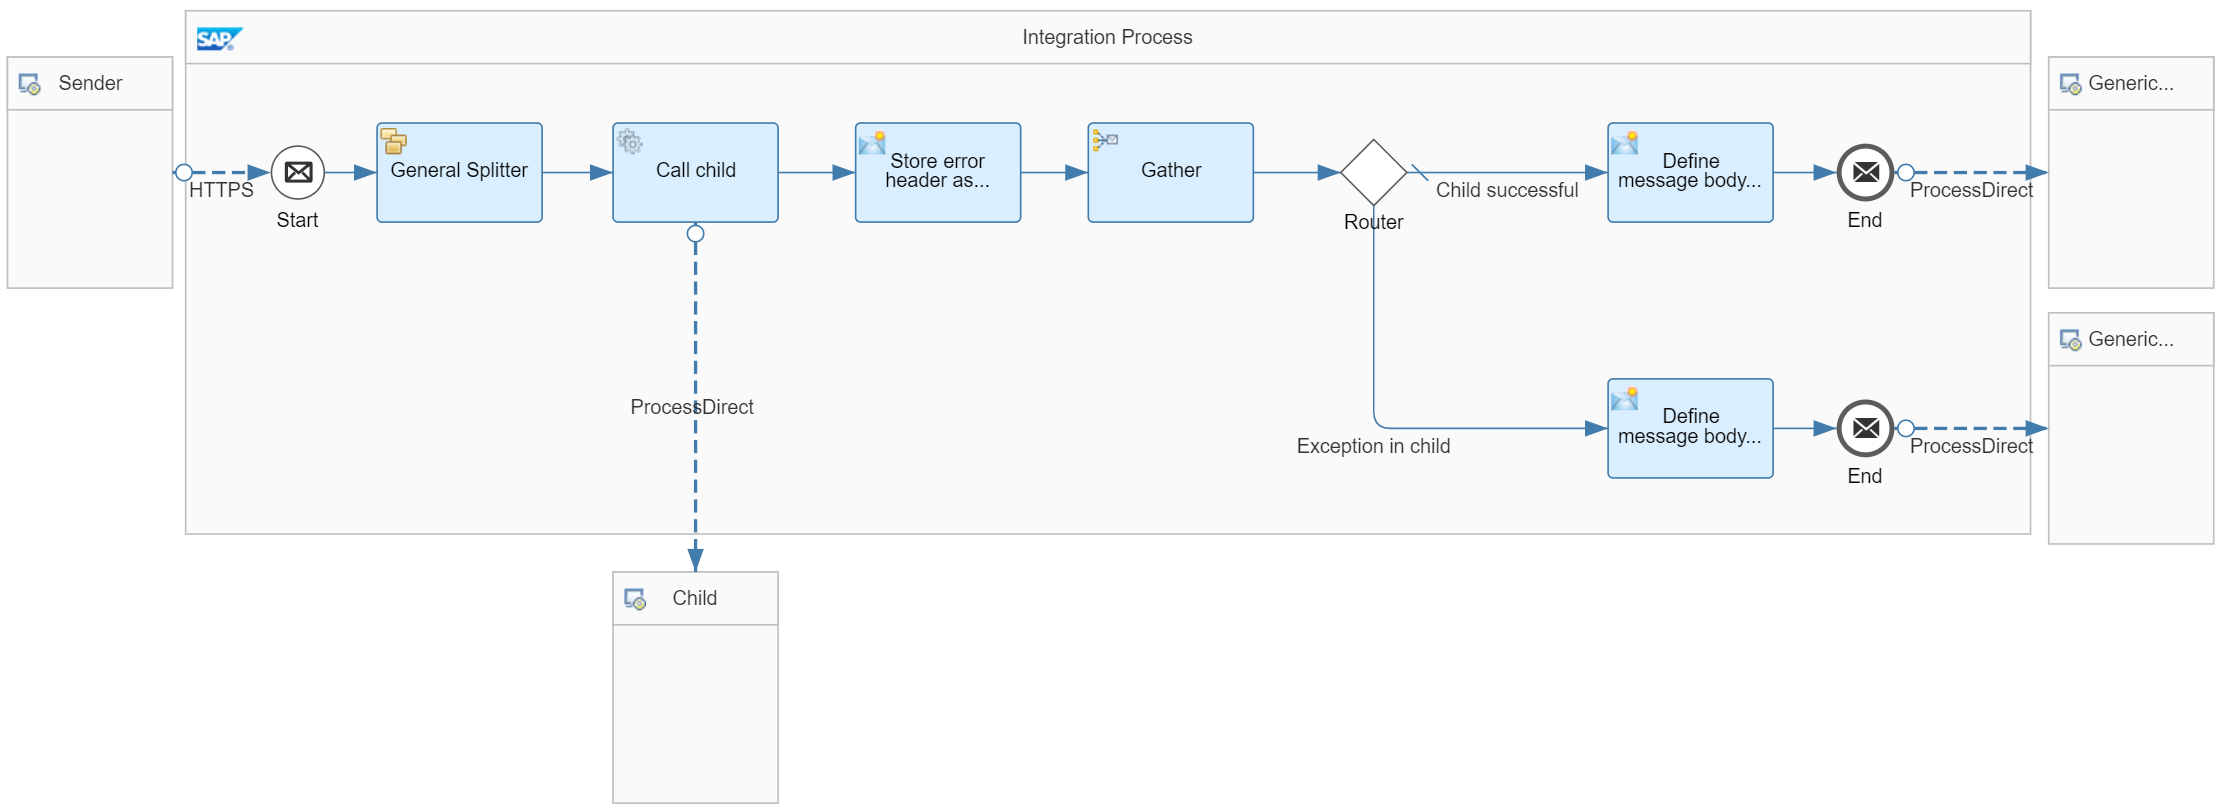 SAP
Integration Process
Sender
HTTPS
Start
General Splitter
Call child
Store error
header as...
Gather
Router
Child successful
Define
message body...
End
ProcessDirect
Generic...
ProcessDirect
Exception in child
Define
message body...
End
ProcessDirect
Generic...
Child